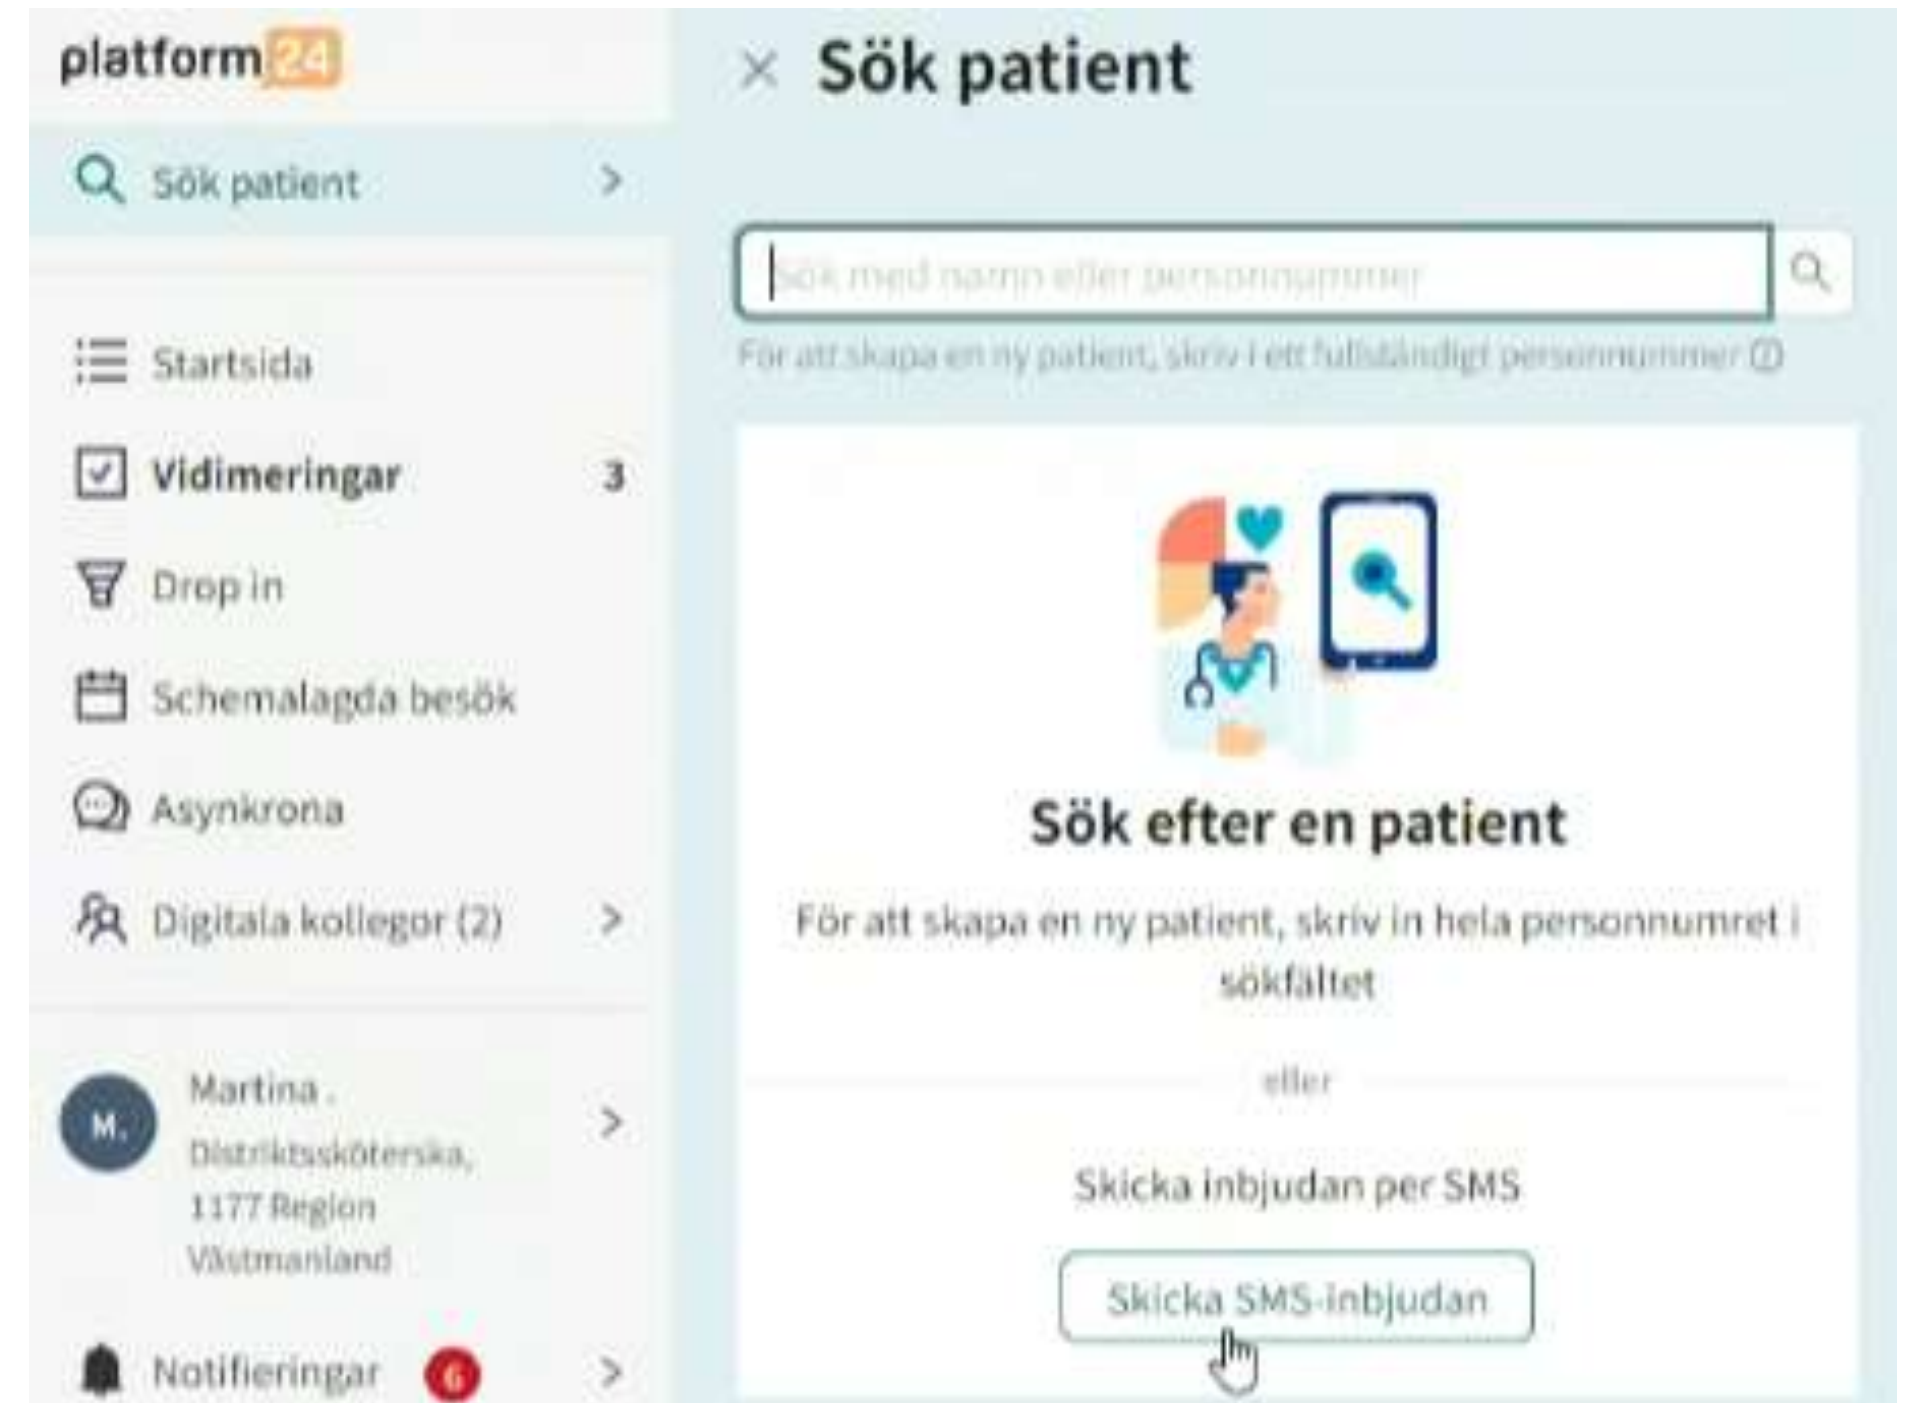 platform24
Sök patient
Startsida
Vidimeringar 3
Drop in
Schemalagda besök
Asynkrona
Digitala kollegor (2)
M.
Martina .
Distriktssköterska,
1177 Region
Västmanland
Notifieringar 6
Sök patient
Sök med namn eller personnummer
För att skapa en ny patient, skriv i ett fullständigt personnummer
Sök efter en patient
För att skapa en ny patient, skriv in hela personnumret i
sökfältet
eller
Skicka inbjudan per SMS
Skicka SMS-inbjudan